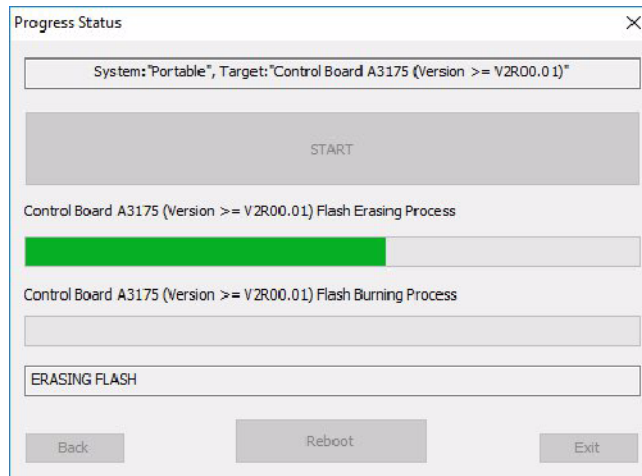 Progress Status
System:"Portable", Target:"Control Board A3175 (Version >= V2R00.01)"
START
Control Board A3175 (Version >= V2R00.01) Flash Erasing Process
Control Board A3175 (Version >= V2R00.01) Flash Burning Process
ERASING FLASH
Back
Reboot
Exit